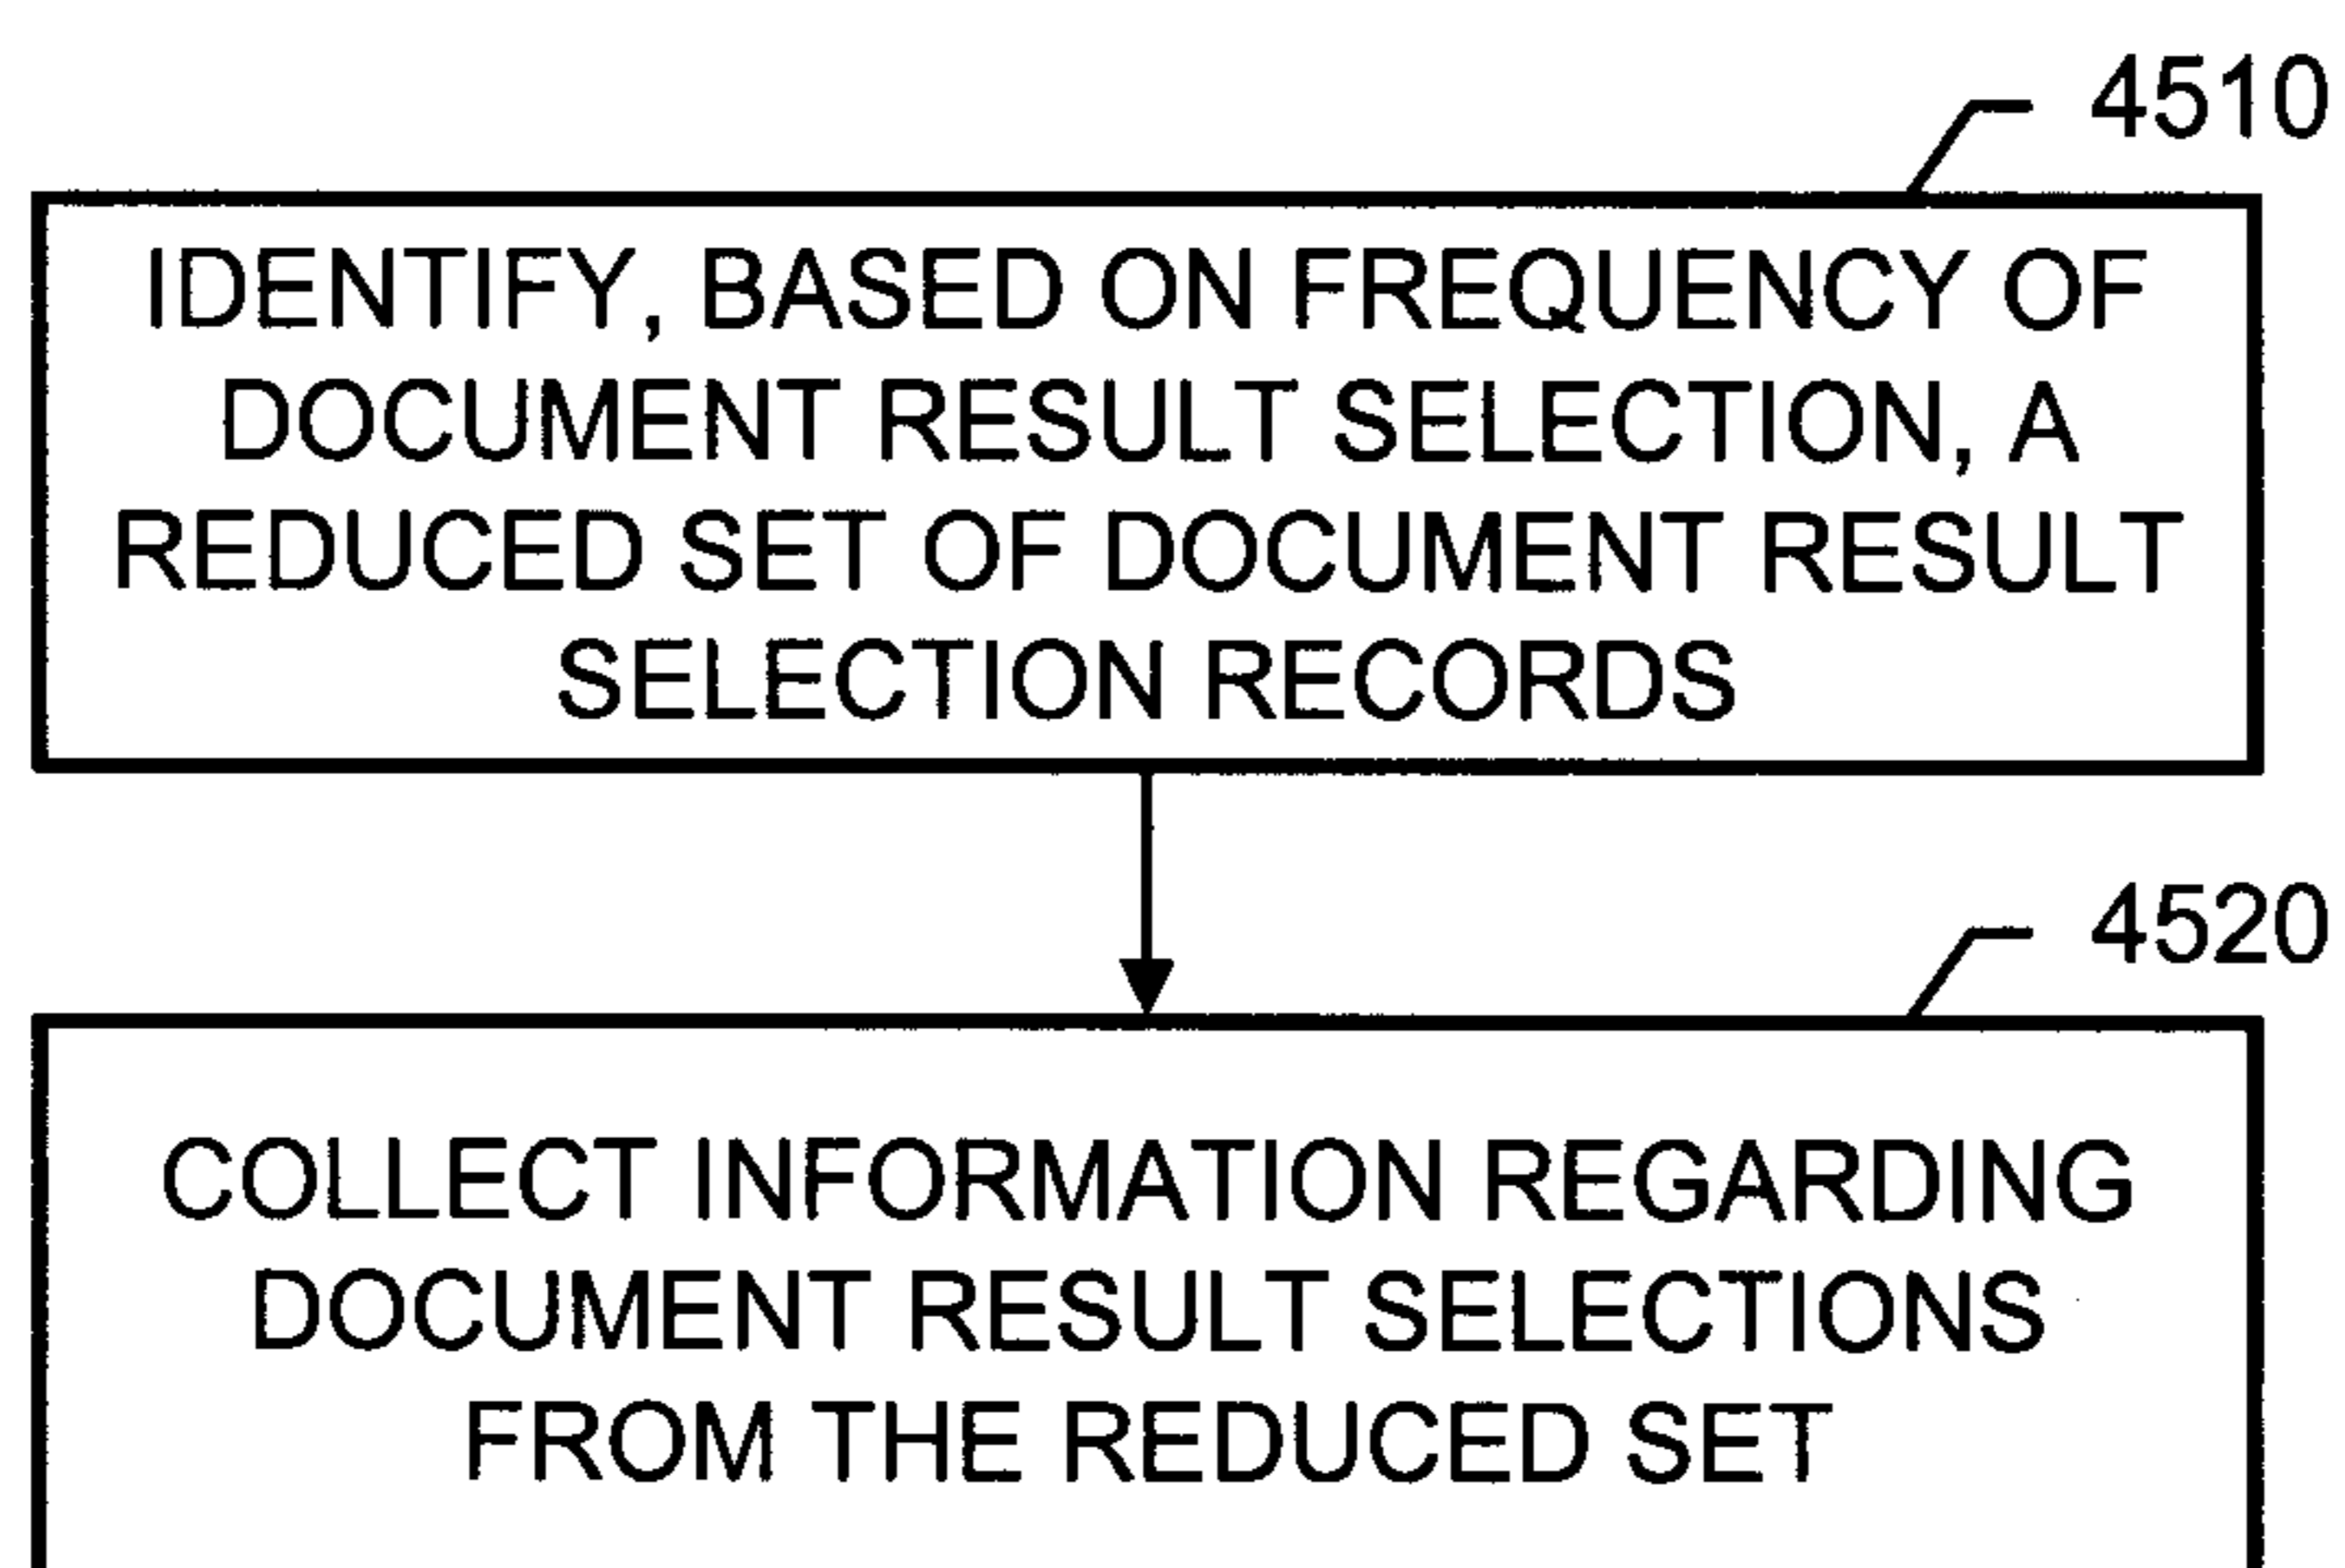 4510
IDENTIFY, BASED ON FREQUENCY OF
DOCUMENT RESULT SELECTION, A
REDUCED SET OF DOCUMENT RESULT
SELECTION RECORDS
4520
COLLECT INFORMATION REGARDING
DOCUMENT RESULT SELECTIONS
FROM THE REDUCED SET